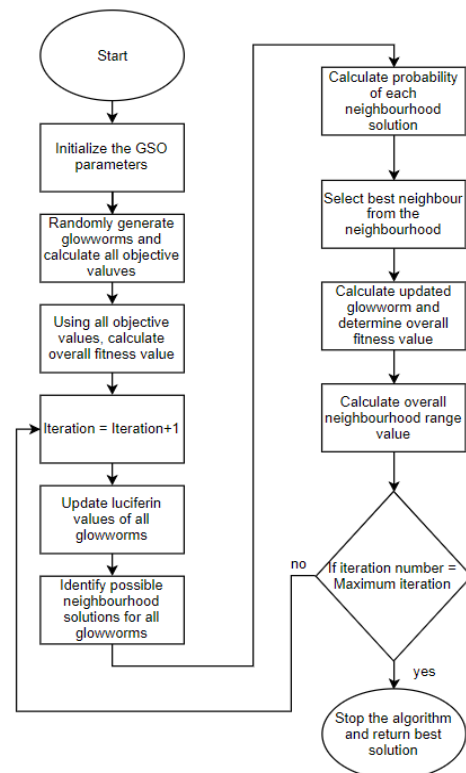 Start
Initialize the GSO
parameters
Randomly generate
glowworms and
calculate all objective
valuves
Using all objective
values, calculate
overall fitness value
Iteration = Iteration+1
Update luciferin
values of all
glowworms
Identify possible
neighbourhood
solutions for all
glowworms
Calculate probability
of each
neighbourhood
solution
Select best neighbour
from the
neighbourhood
Calculate updated
glowworm and
determine overall
fitness value
Calculate overall
neighbourhood range
value
If iteration number =
Maximum iteration
no
yes
Stop the algorithm
and return best
solution